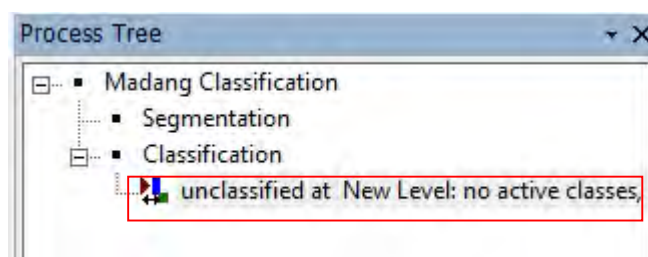 Process Tree
Madang Classification
Segmentation
Classification
unclassified at New Level: no active classes,